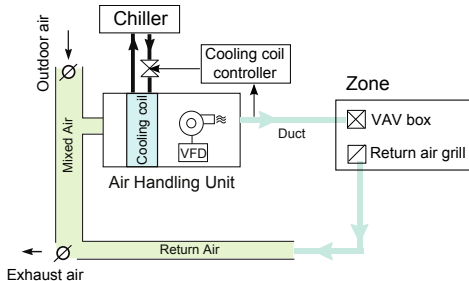 Chiller
Outdoor air
Cooling coil
controller
Zone
Mixed Air
Cooling coil
VFD
Duct
VAV box
Return air grill
Air Handling Unit
Return Air
Exhaust air